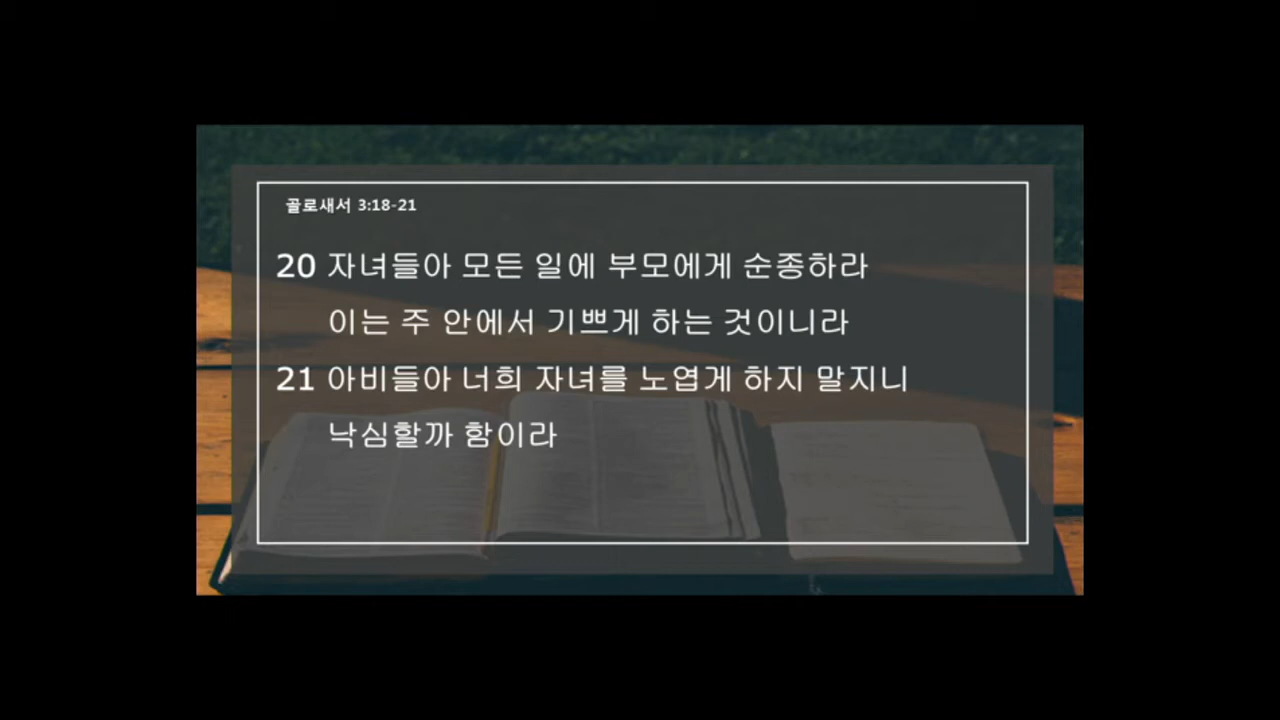 골로새서 3:18-21
20 자녀들아 모든 일에 부모에게 순종하라
이는 주 안에서 기쁘게 하는 것이니라
21 아비들아 너희 자녀를 노엽게 하지 말지니
낙심할까 함이라